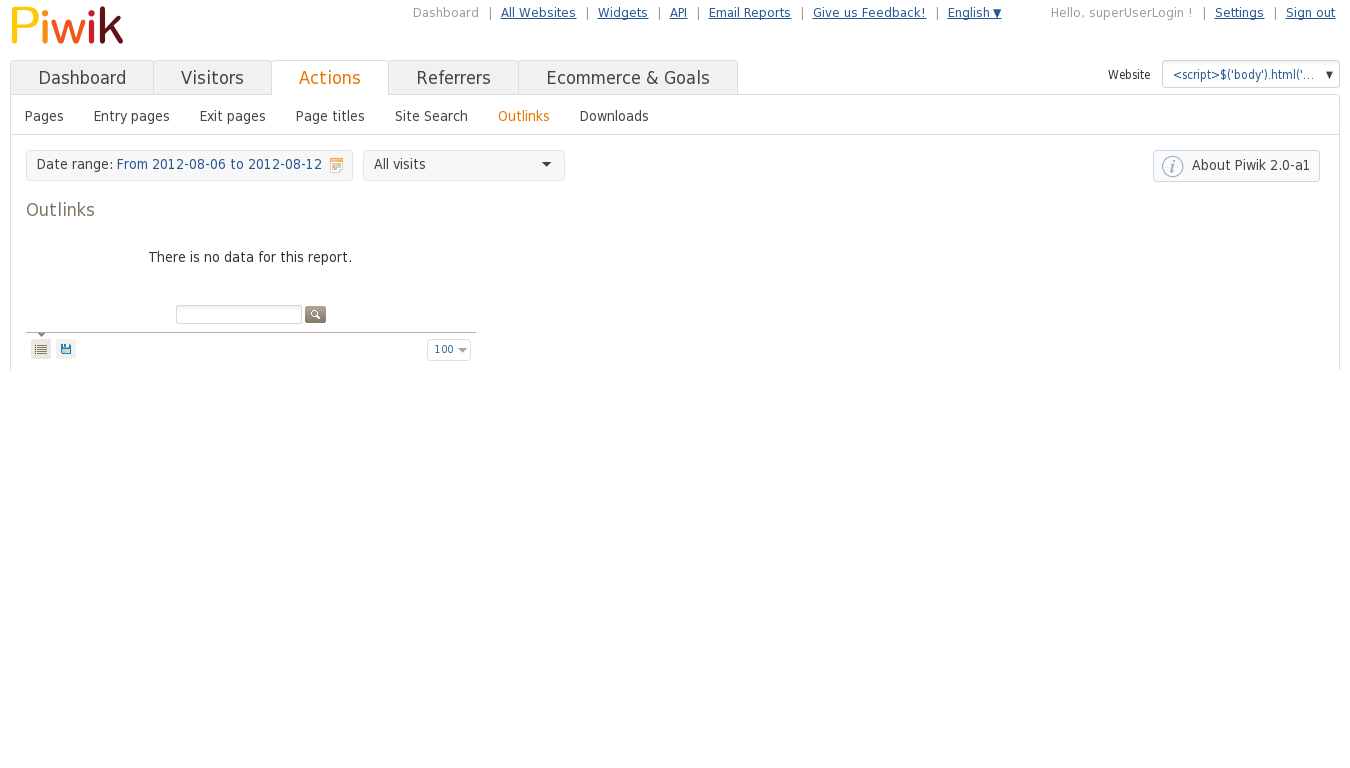 Piwik
Dashboard | All Websites | Widgets | API | Email Reports | Give us Feedback! | English ▼
Hello, superUserLogin ! | Settings | Sign out
Dashboard Visitors Actions Referrers Ecommerce & Goals
Website <script>$('body').html('... ▼
Pages Entry pages Exit pages Page titles Site Search Outlinks Downloads
Date range: From 2012-08-06 to 2012-08-12
All visits
About Piwik 2.0-a1
Outlinks
There is no data for this report.
100